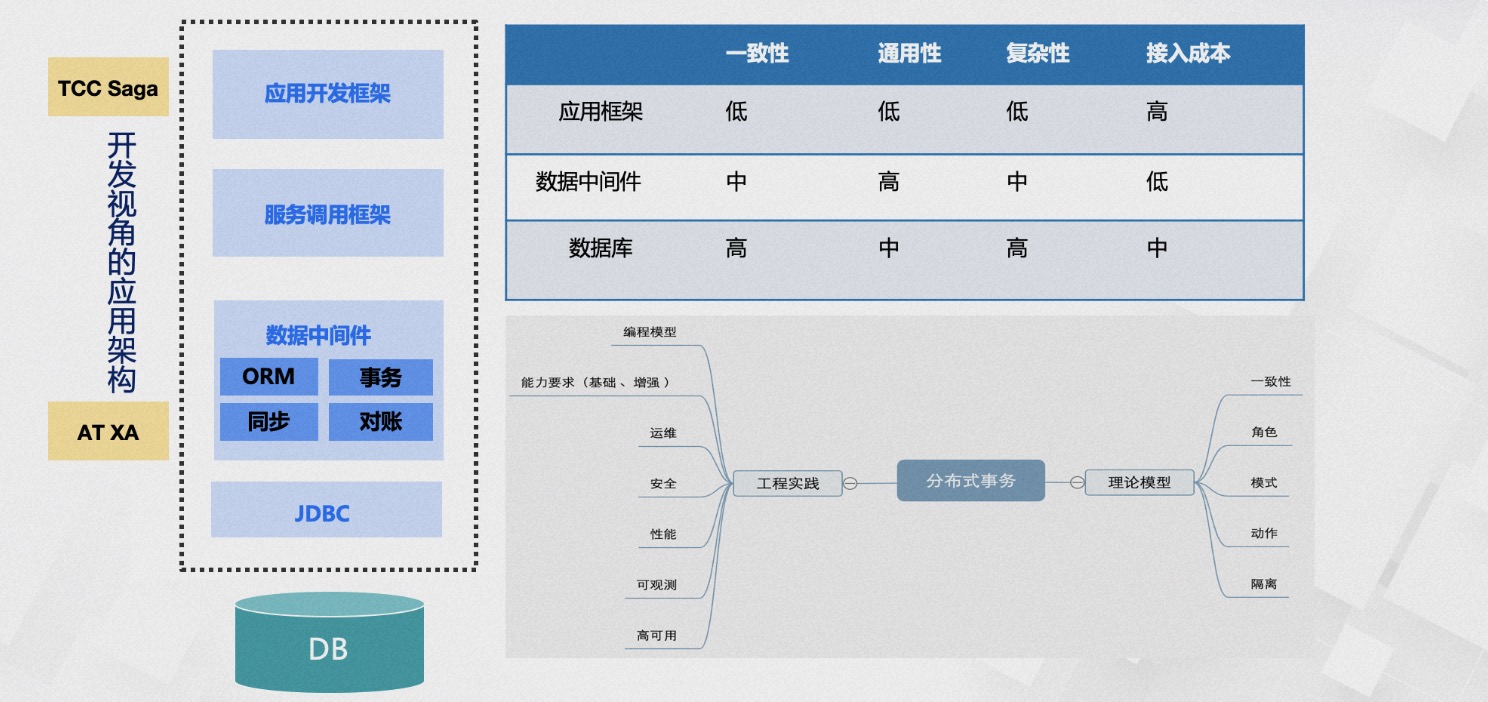 TCC Saga
开发视角的应用架构
AT XA
应用开发框架
服务调用框架
数据中间件
ORM 事务
同步 对账
JDBC
DB
一致性 通用性 复杂性 接入成本
应用框架 低 低 低 高
数据中间件 中 高 中 低
数据库 高 中 高 中
编程模型
能力要求（基础、增强）
运维
安全
性能
可观测
高可用
工程实践
分布式事务
理论模型
一致性
角色
模式
动作
隔离